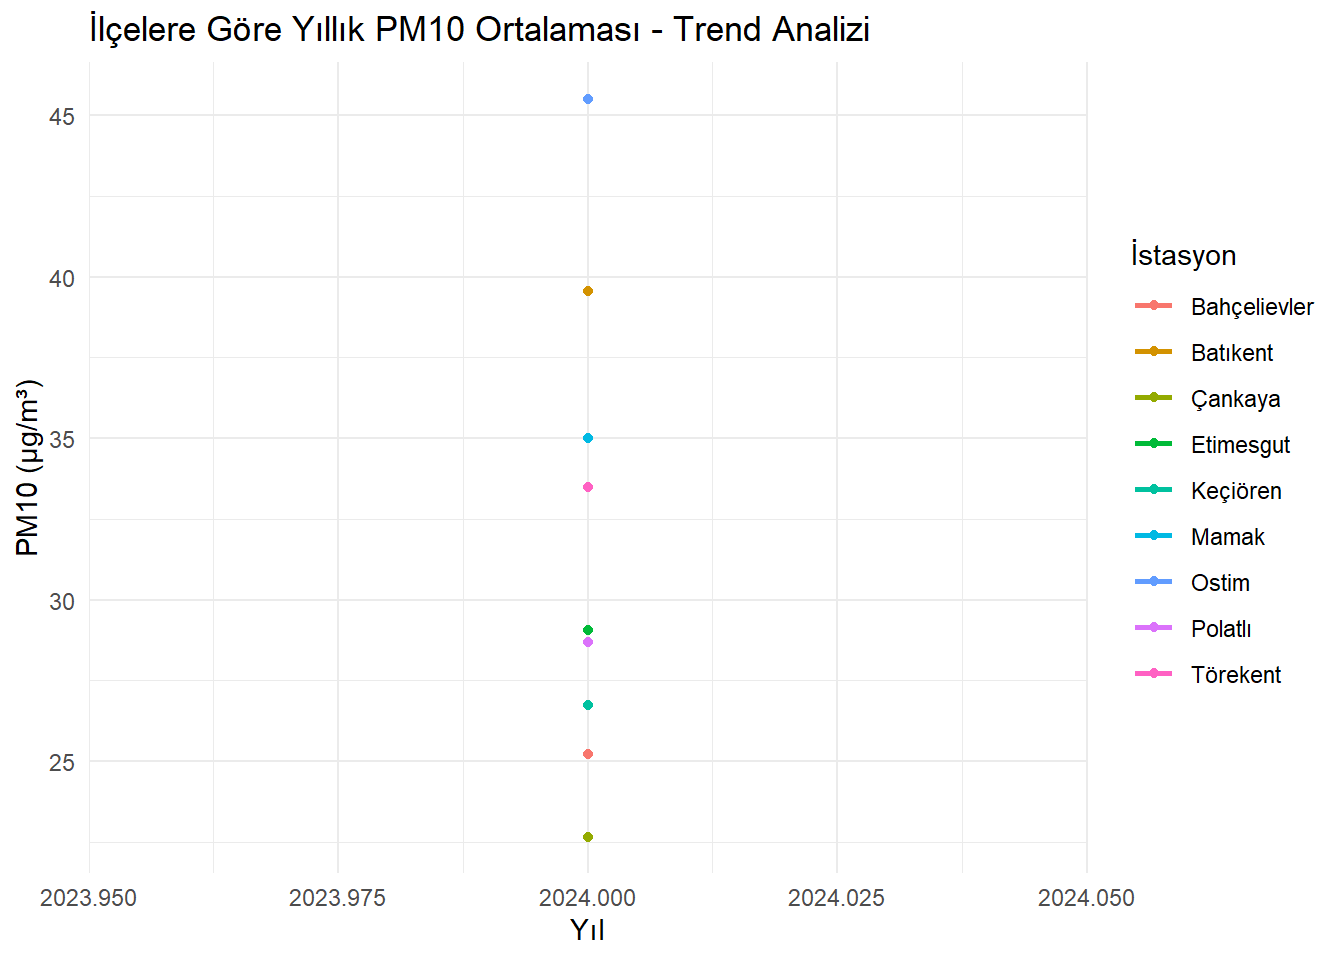 İlçelere Göre Yıllık PM10 Ortalaması - Trend Analizi
45
40
35
30
25
PM10 (µg/m³)
2023.950
2023.975
2024.000
2024.025
2024.050
Yıl
İstasyon
Bahçelievler
Batıkent
Çankaya
Etimesgut
Keçiören
Mamak
Ostim
Polatlı
Törekent